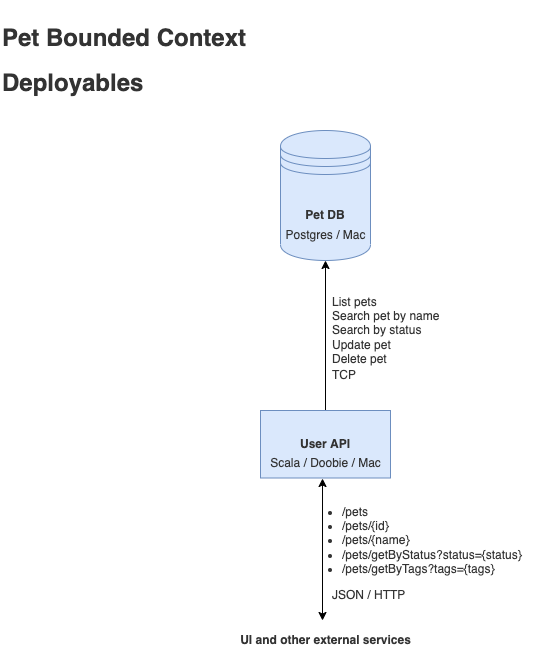 Pet Bounded Context
Deployables
Pet DB
Postgres / Mac
List pets
Search pet by name
Search by status
Update pet
Delete pet
TCP
User API
Scala / Doobie / Mac
• /pets
• /pets/{id}
• /pets/{name}
• /pets/getByStatus?status={status}
• /pets/getByTags?tags={tags}
JSON / HTTP
UI and other external services